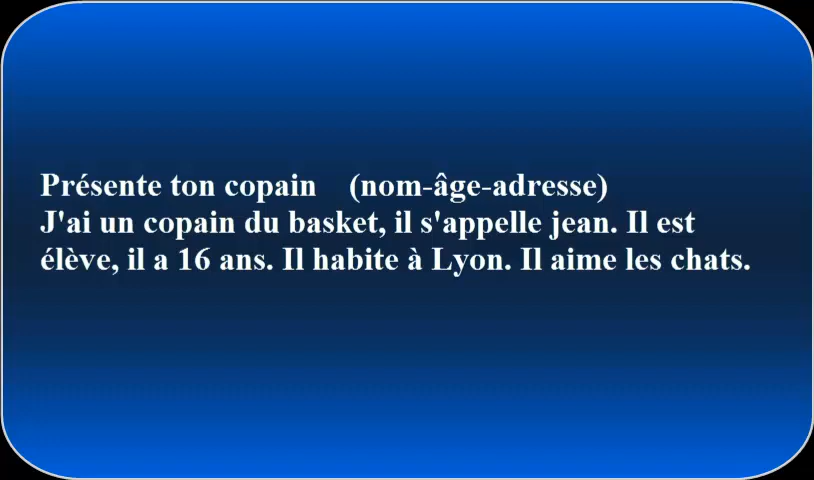 Présente ton copain    (nom-âge-adresse)
J'ai un copain du basket, il s'appelle jean. Il est
élève, il a 16 ans. Il habite à Lyon. Il aime les chats.